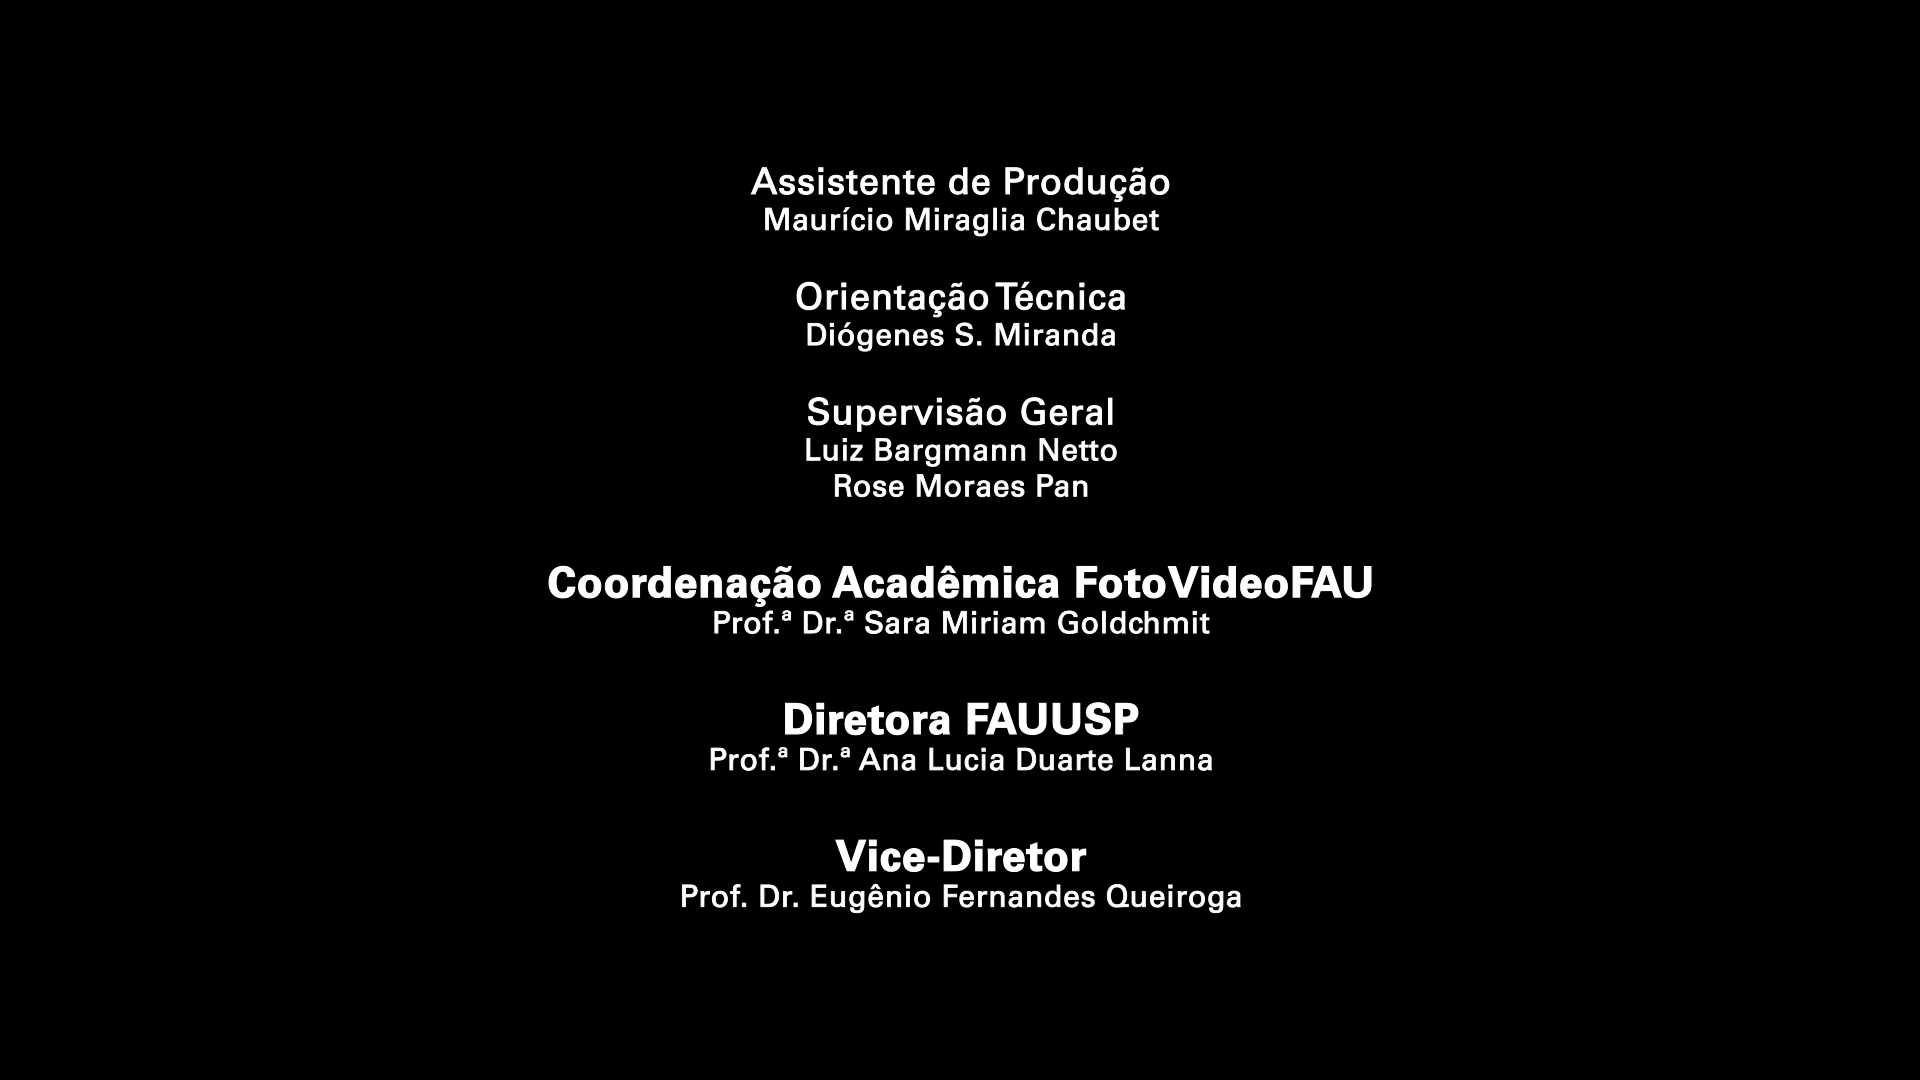 Assistente de Produção
Maurício Miraglia Chaubet
Orientação Técnica
Diógenes S. Miranda
Supervisão Geral
Luiz Bargmann Netto
Rose Moraes Pan
Coordenação Acadêmica FotoVideoFAU
Prof.ª Dr.ª Sara Miriam Goldchmit
Diretora FAUUSP
Prof.ª Dr.ª Ana Lucia Duarte Lanna
Vice-Diretor
Prof. Dr. Eugênio Fernandes Queiroga